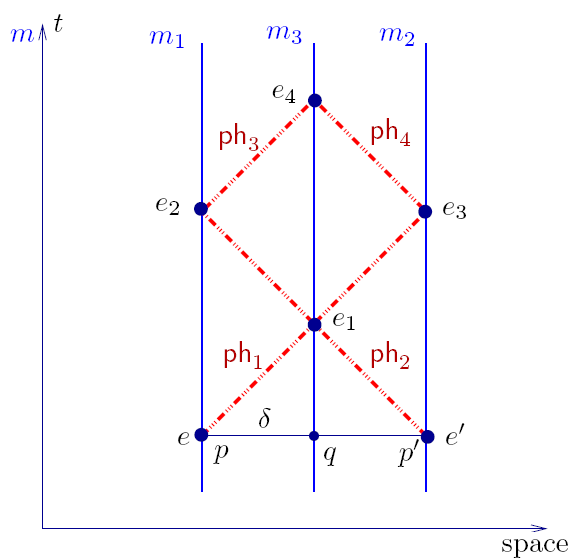 t
m
m₁
m₃
m₂
e₄
ph₃
ph₄
e₂
e₃
e₁
ph₁
ph₂
δ
e
e′
p
q
p′
space